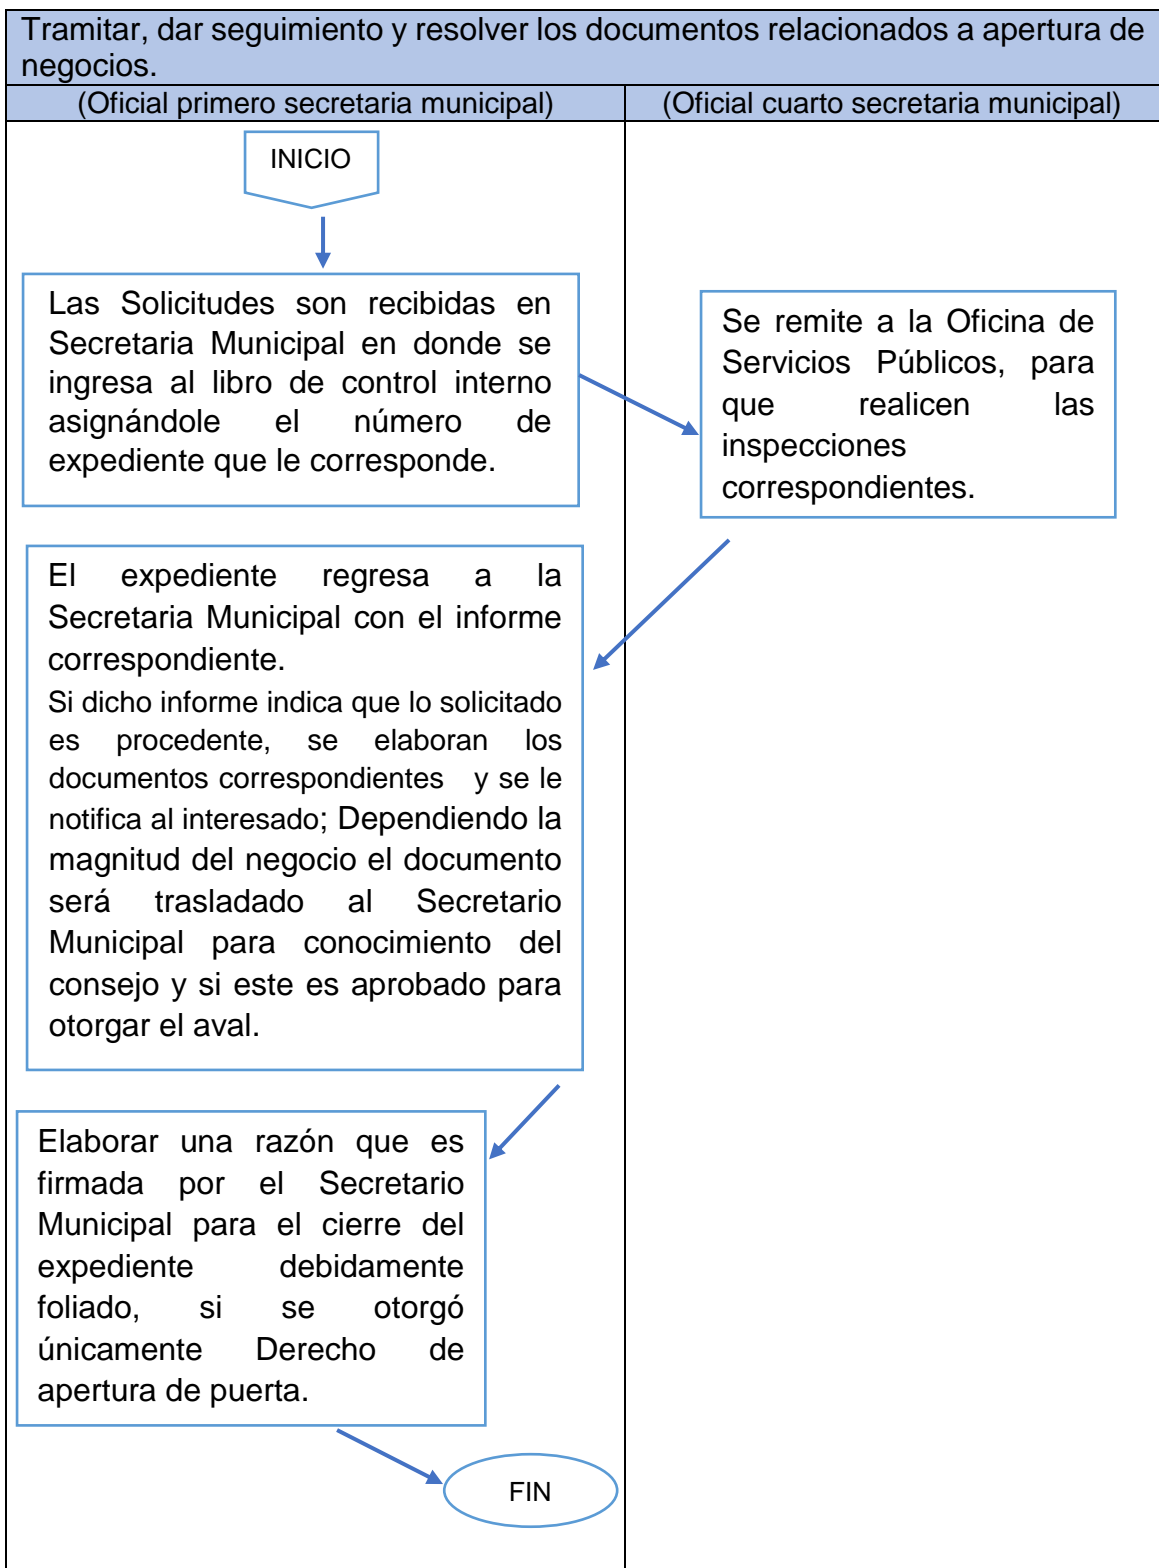 Tramitar, dar seguimiento y resolver los documentos relacionados a apertura de
negocios.
(Oficial primero secretaria municipal)
(Oficial cuarto secretaria municipal)
INICIO
Las Solicitudes son recibidas en
Secretaria Municipal en donde se
ingresa al libro de control interno
asignándole el número de
expediente que le corresponde.
Se remite a la Oficina de
Servicios Públicos, para
que realicen las
inspecciones
correspondientes.
El expediente regresa a la
Secretaria Municipal con el informe
correspondiente.
Si dicho informe indica que lo solicitado
es procedente, se elaboran los
documentos correspondientes y se le
notifica al interesado; Dependiendo la
magnitud del negocio el documento
será trasladado al Secretario
Municipal para conocimiento del
consejo y si este es aprobado para
otorgar el aval.
Elaborar una razón que es
firmada por el Secretario
Municipal para el cierre del
expediente debidamente
foliado, si se otorgó
únicamente Derecho de
apertura de puerta.
FIN